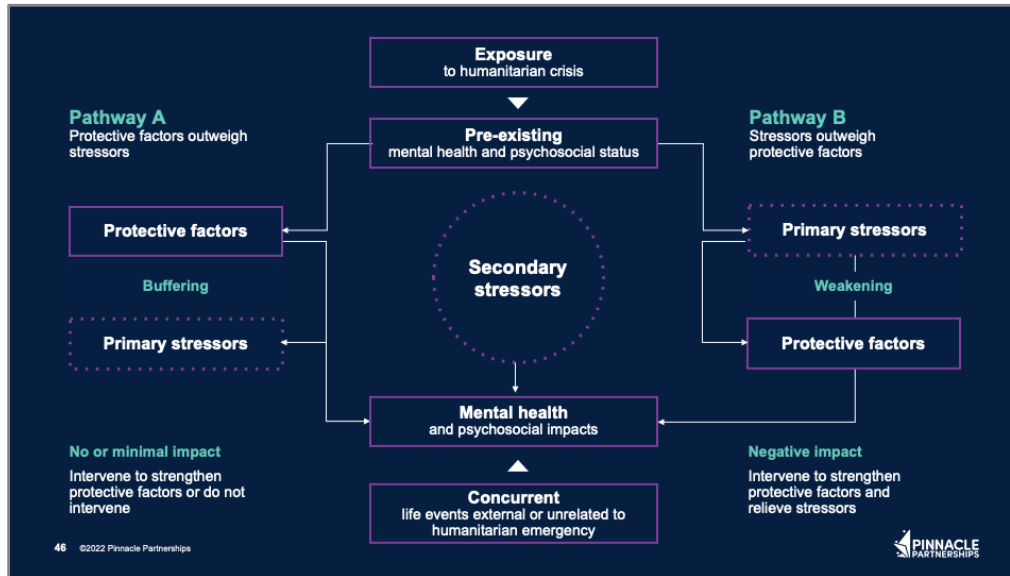 Exposure
to humanitarian crisis
Pathway A
Protective factors outweigh
stressors
Pre-existing
mental health and psychosocial status
Pathway B
Stressors outweigh
protective factors
Protective factors
Buffering
Primary stressors
Secondary
stressors
Primary stressors
Weakening
Protective factors
Mental health
and psychosocial impacts
No or minimal impact
Intervene to strengthen
protective factors or do not
intervene
Concurrent
life events external or unrelated to
humanitarian emergency
Negative impact
Intervene to strengthen
protective factors and
relieve stressors
46 ©2022 Pinnacle Partnerships
PINNACLE
PARTNERSHIPS